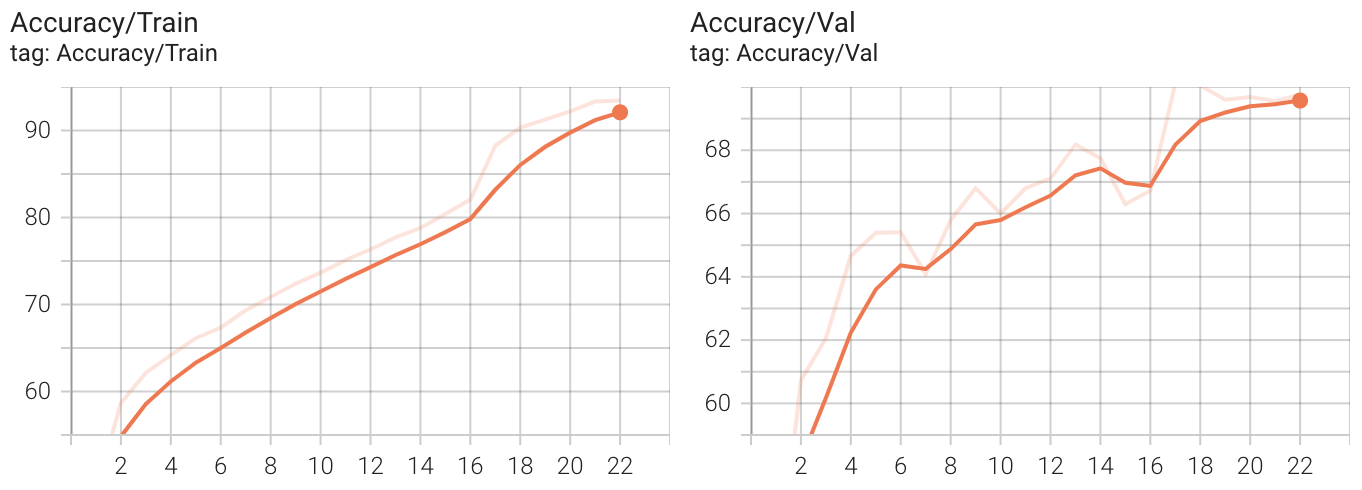 Accuracy/Train
tag: Accuracy/Train
90
80
70
60
2 4 6 8 10 12 14 16 18 20 22
Accuracy/Val
tag: Accuracy/Val
68
66
64
62
60
2 4 6 8 10 12 14 16 18 20 22